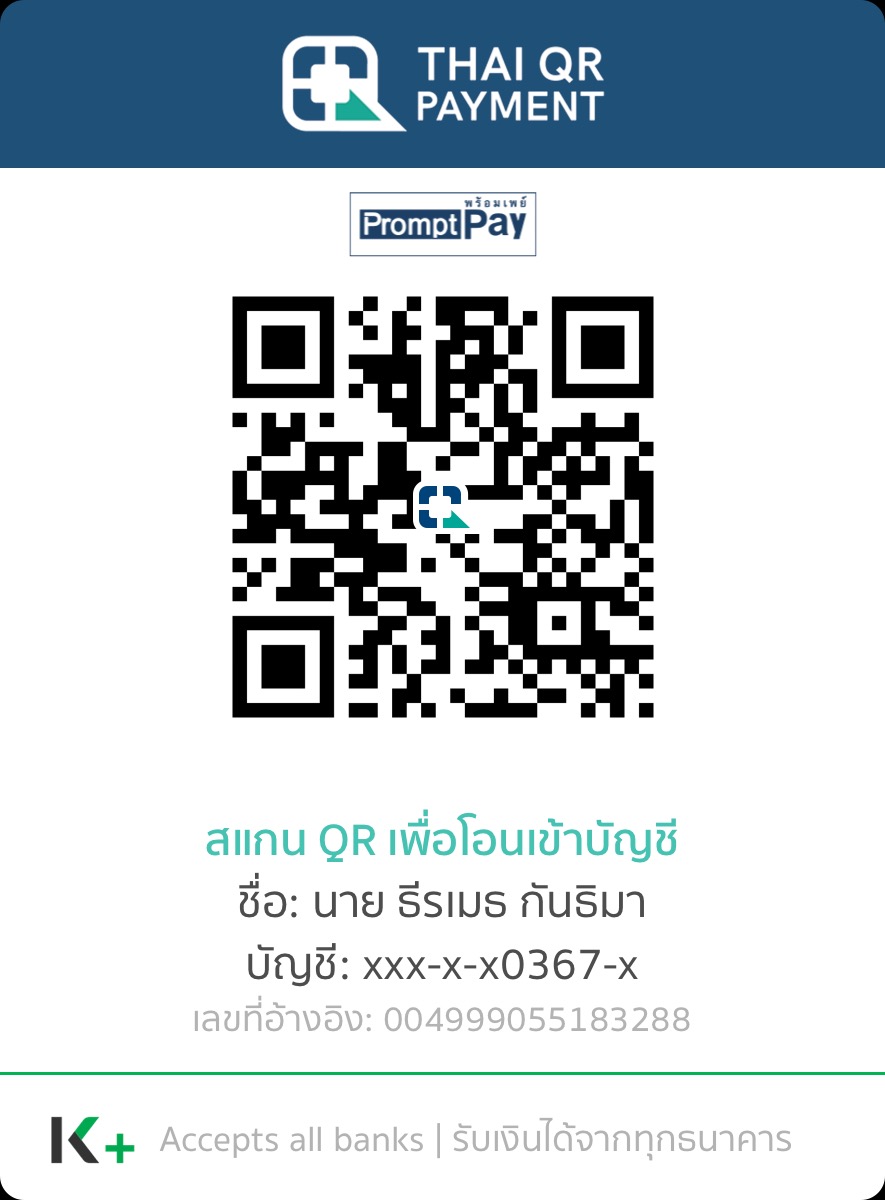 THAI QR
PAYMENT
พร้อมเพย์
PromptPay
สแกน QR เพื่อโอนเข้าบัญชี
ชื่อ: นาย ธีรเมธ กันธิมา
บัญชี: xxx-x-x0367-x
เลขที่อ้างอิง: 004999055183288
K+ Accepts all banks | รับเงินได้จากทุกธนาคาร